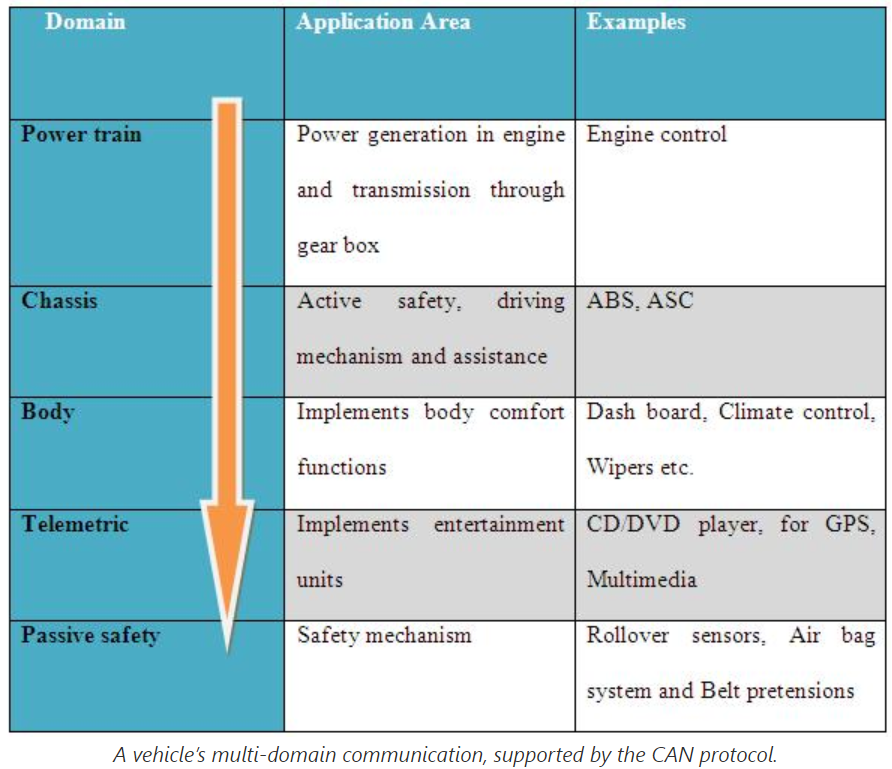 Domain
Application Area
Examples
Power train
Power generation in engine
and transmission through
gear box
Engine control
Chassis
Active safety, driving
mechanism and assistance
ABS, ASC
Body
Implements body comfort
functions
Dash board, Climate control,
Wipers etc.
Telemetric
Implements entertainment
units
CD/DVD player, for GPS,
Multimedia
Passive safety
Safety mechanism
Rollover sensors, Air bag
system and Belt pretensions
A vehicle’s multi-domain communication, supported by the CAN protocol.